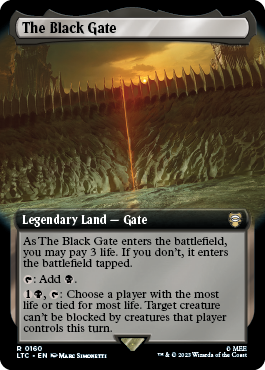 The Black Gate
Legendary Land — Gate
As The Black Gate enters the battlefield,
you may pay 3 life. If you don't, it enters
the battlefield tapped.
: Add .
1 , : Choose a player with the most
life or tied for most life. Target creature
can't be blocked by creatures that player
controls this turn.
R 0160 & MEE
LTC • EN Marc Simonetti ™ & © 2023 Wizards of the Coast